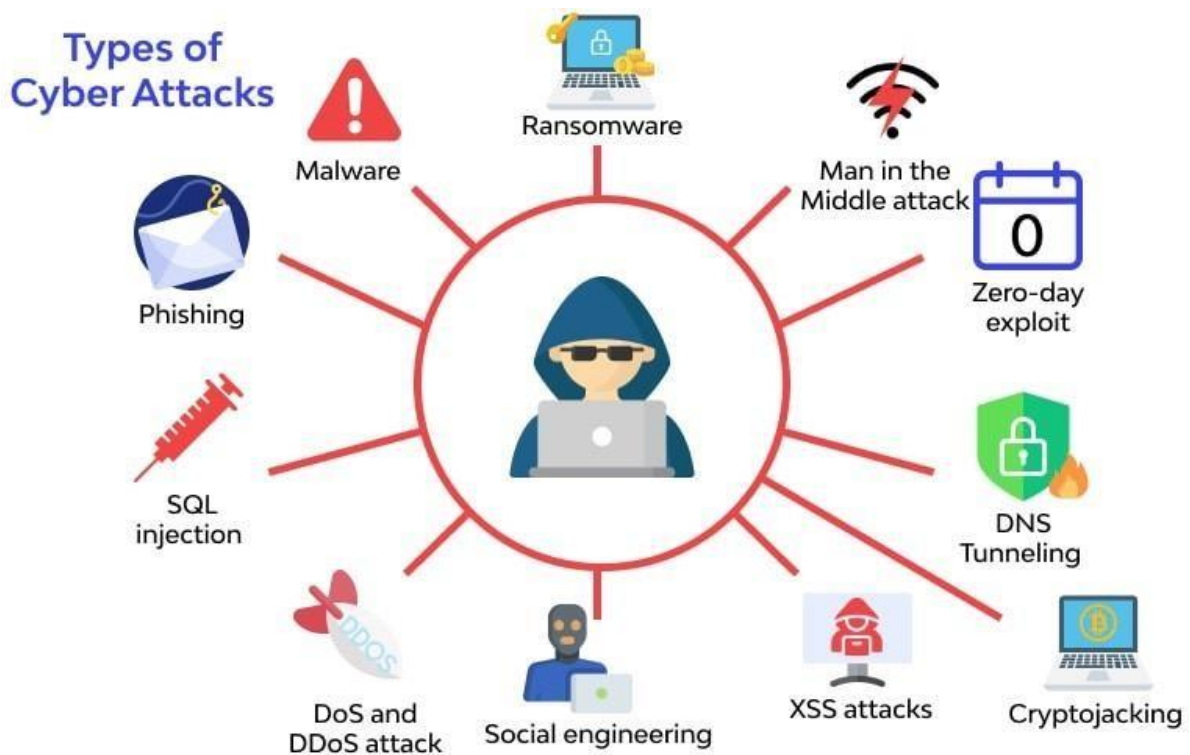 Types of
Cyber Attacks
Ransomware
Malware
Man in the
Middle attack
0
Zero-day
exploit
Phishing
SQL
injection
DNS
Tunneling
DDOS
DoS and
DDoS attack
Social engineering
XSS attacks
Cryptojacking